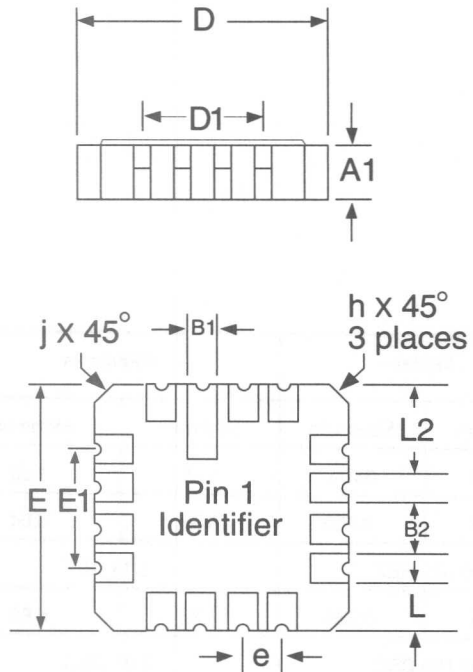 D
D1
A1
j X 45°
B1
h X 45°
3 places
L2
E E1
Pin 1
Identifier
B2
L
e